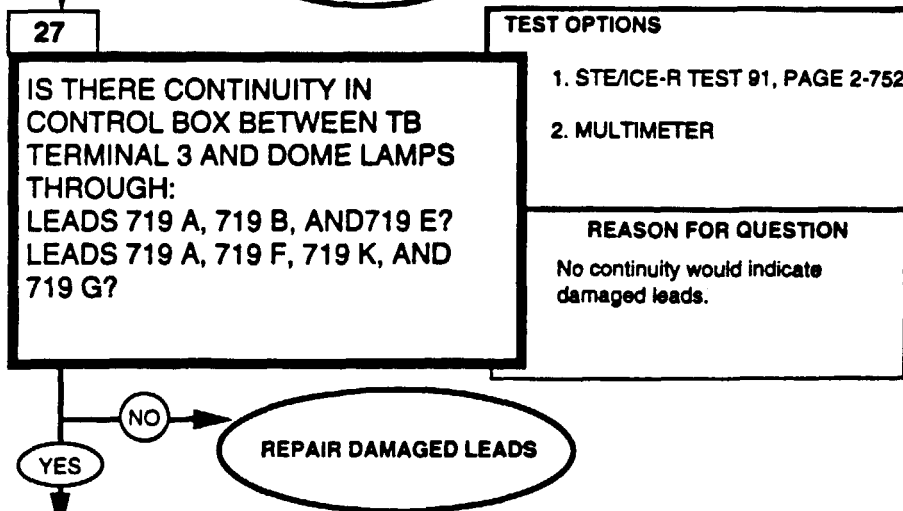 27
IS THERE CONTINUITY IN
CONTROL BOX BETWEEN TB
TERMINAL 3 AND DOME LAMPS
THROUGH:
LEADS 719 A, 719 B, AND719 E?
LEADS 719 A, 719 F, 719 K, AND
719 G?
TEST OPTIONS
1. STE/ICE-R TEST 91, PAGE 2-752
2. MULTIMETER
REASON FOR QUESTION
No continuity would indicate
damaged leads.
NO
REPAIR DAMAGED LEADS
YES